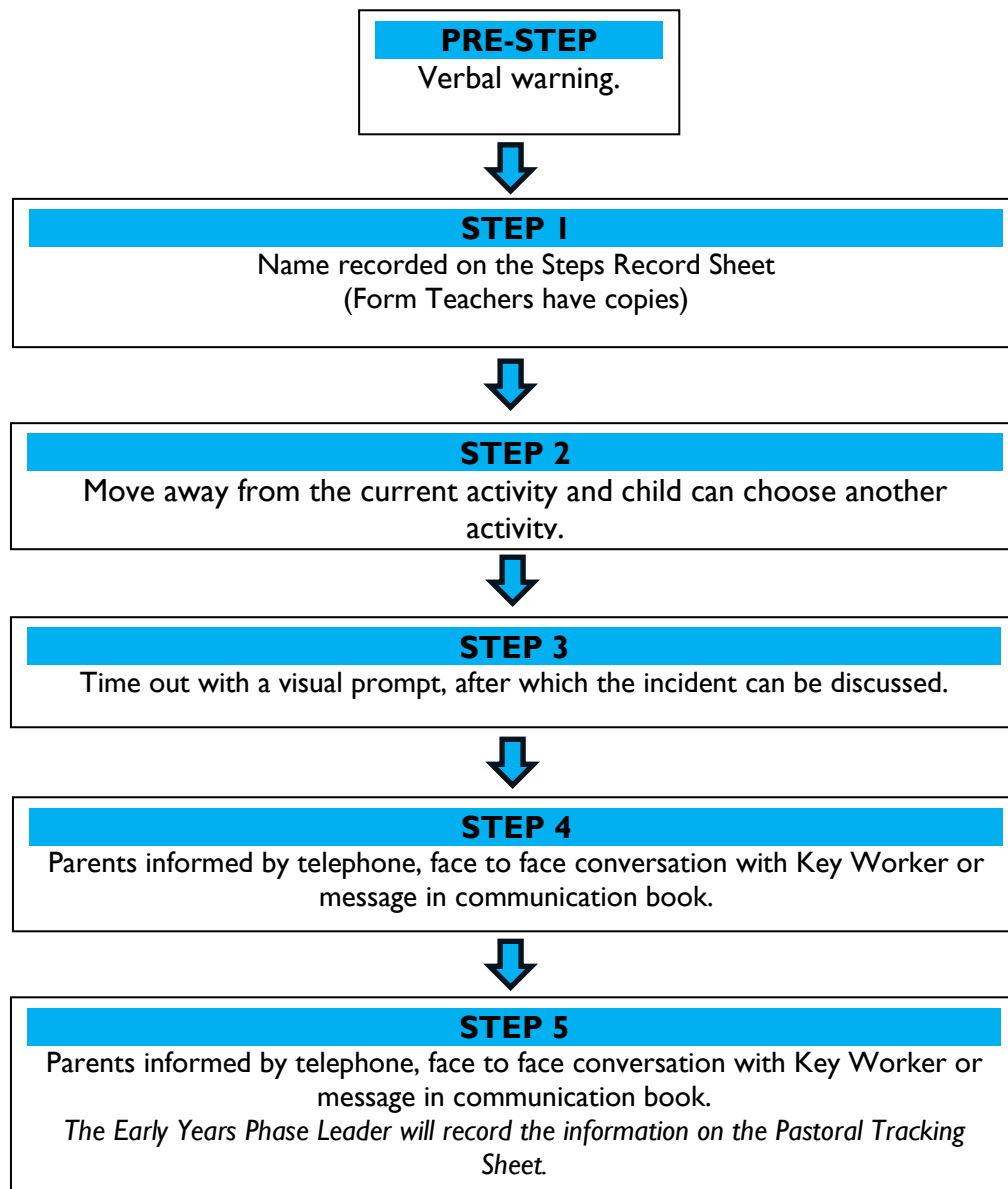 PRE-STEP
Verbal warning.
STEP 1
Name recorded on the Steps Record Sheet
(Form Teachers have copies)
STEP 2
Move away from the current activity and child can choose another
activity.
STEP 3
Time out with a visual prompt, after which the incident can be discussed.
STEP 4
Parents informed by telephone, face to face conversation with Key Worker or
message in communication book.
STEP 5
Parents informed by telephone, face to face conversation with Key Worker or
message in communication book.
The Early Years Phase Leader will record the information on the Pastoral Tracking
Sheet.